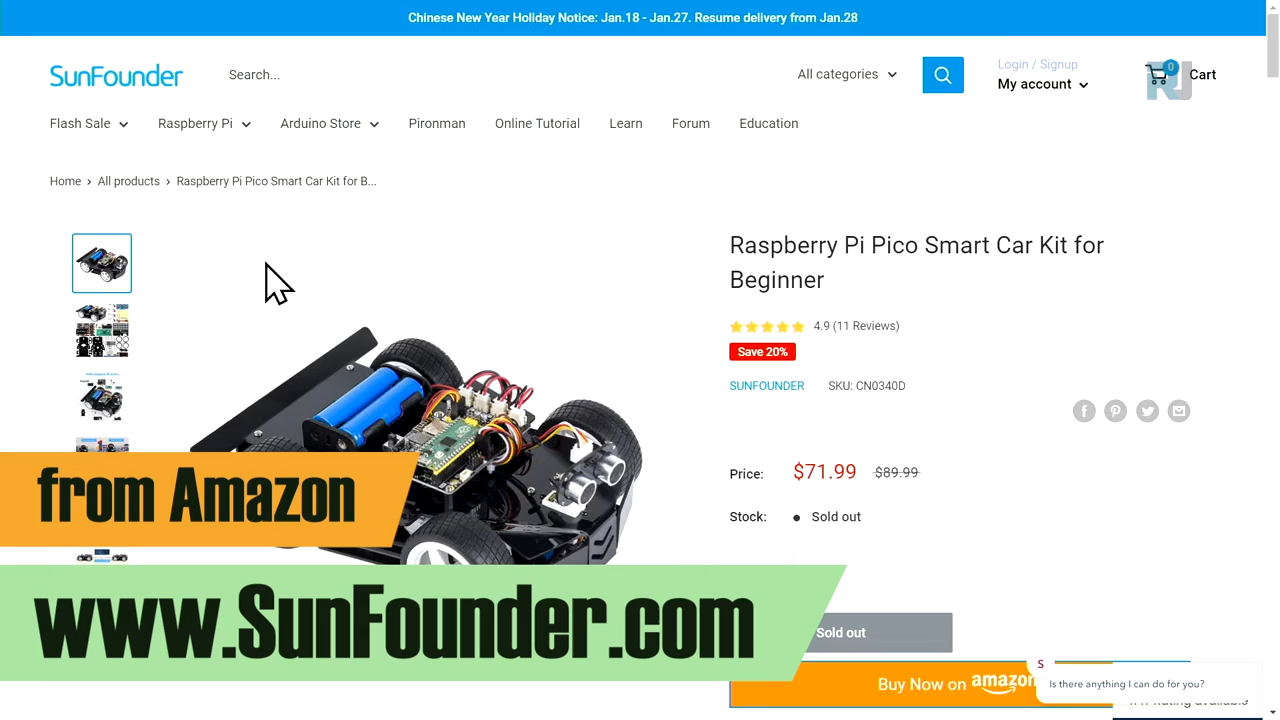 Chinese New Year Holiday Notice: Jan.18 - Jan.27. Resume delivery from Jan.28
SunFounder
Search...
All categories
Login / Signup
My account
0
Cart
RJ
Flash Sale
Raspberry Pi
Arduino Store
Pironman
Online Tutorial
Learn
Forum
Education
Home > All products > Raspberry Pi Pico Smart Car Kit for B...
Raspberry Pi Pico Smart Car Kit for
Beginner
4.9 (11 Reviews)
Save 20%
SUNFOUNDER
SKU: CN0340D
Price: $71.99 $89.99
Stock: Sold out
from Amazon
www.SunFounder.com
Sold out
Buy Now on amazon
S
Is there anything I can do for you?